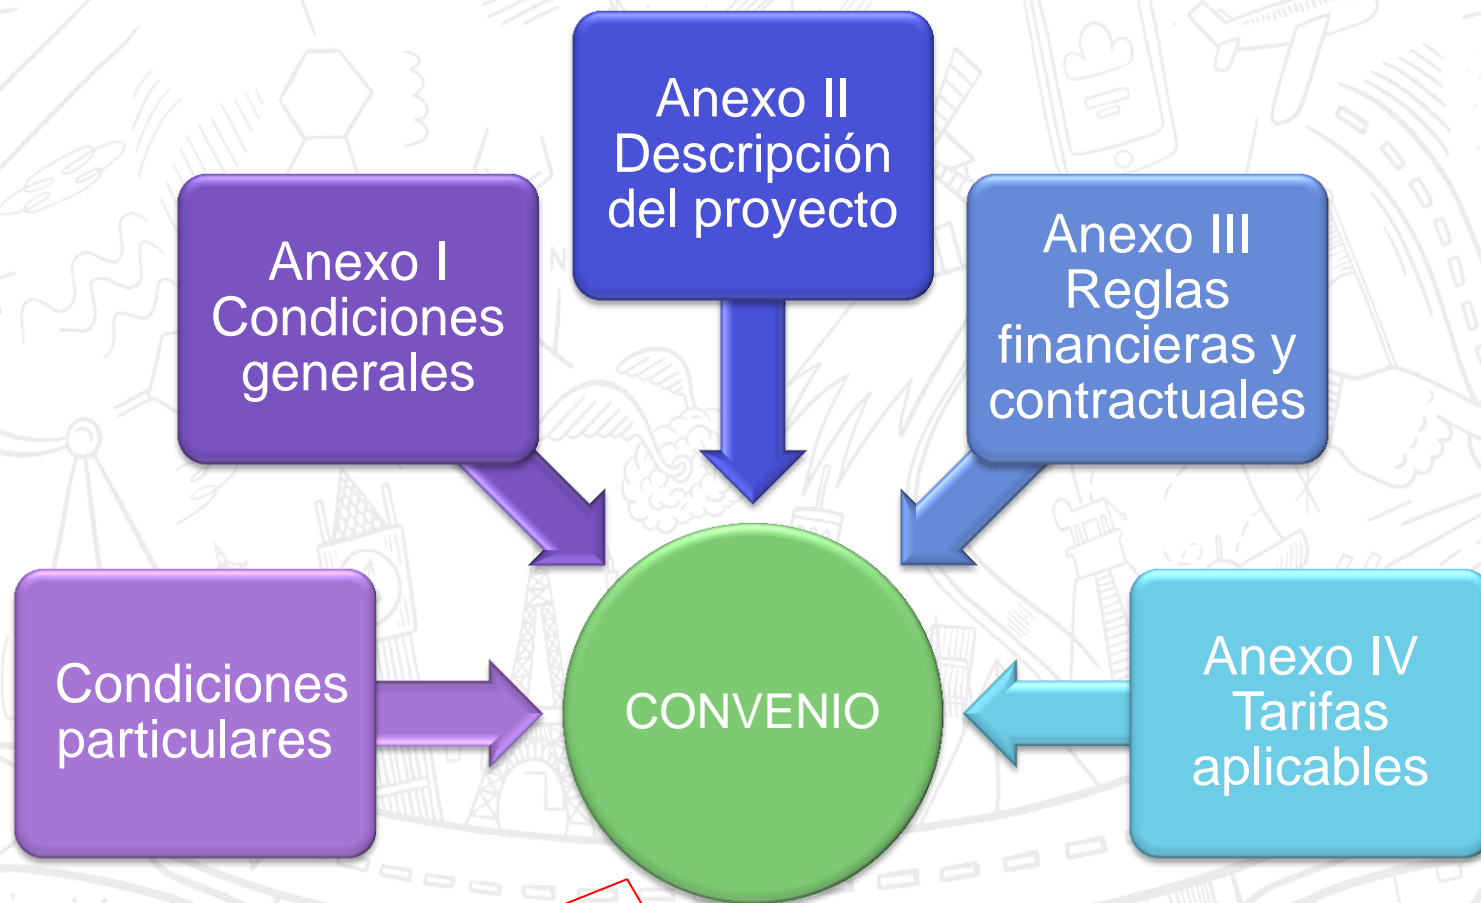 Anexo II
Descripción
del proyecto
Anexo I
Condiciones
generales
Anexo III
Reglas
financieras y
contractuales
Condiciones
particulares
CONVENIO
Anexo IV
Tarifas
aplicables